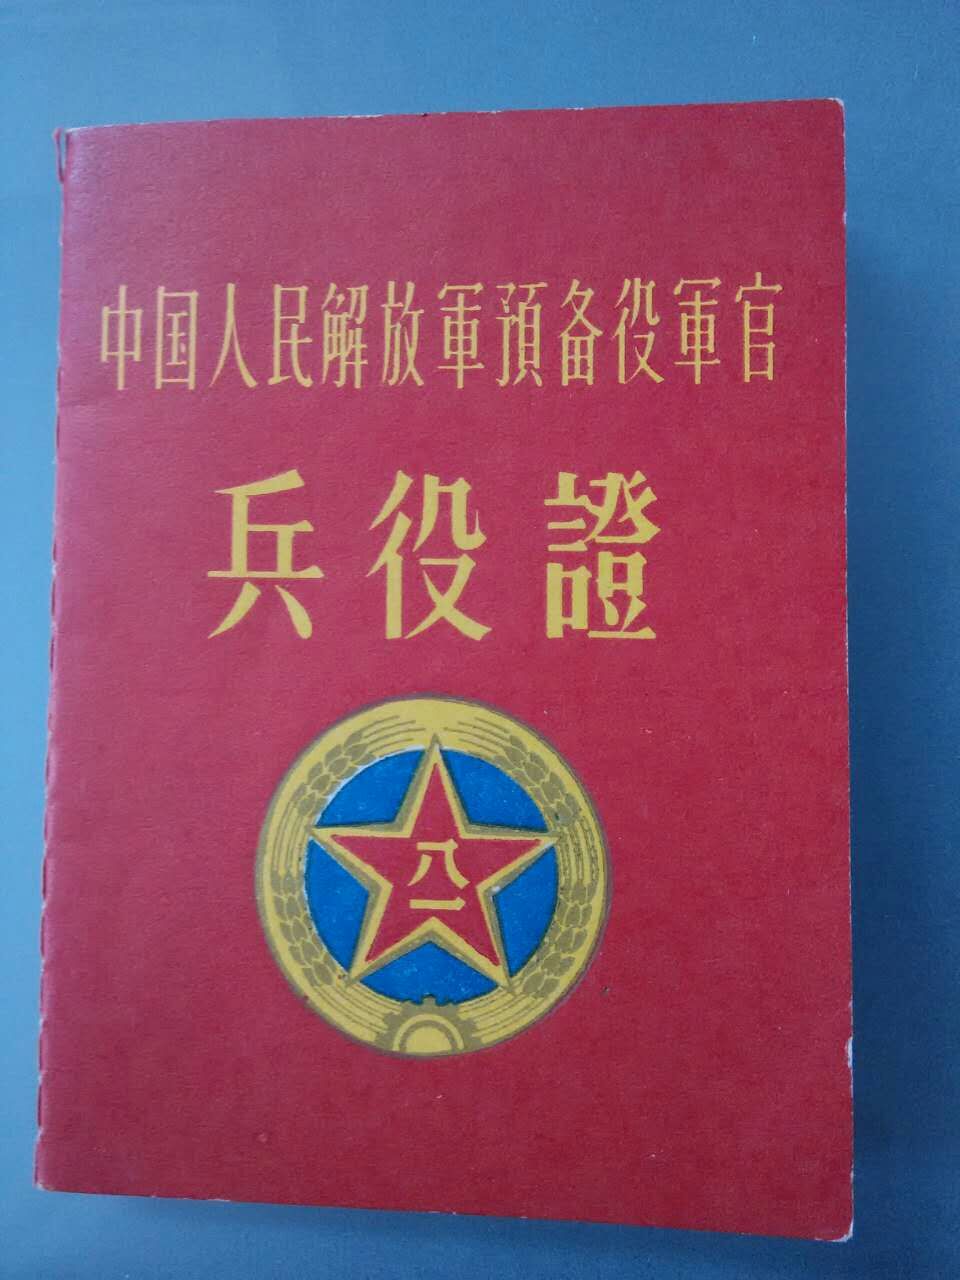 中国人民解放軍預备役軍官
兵役證
八一